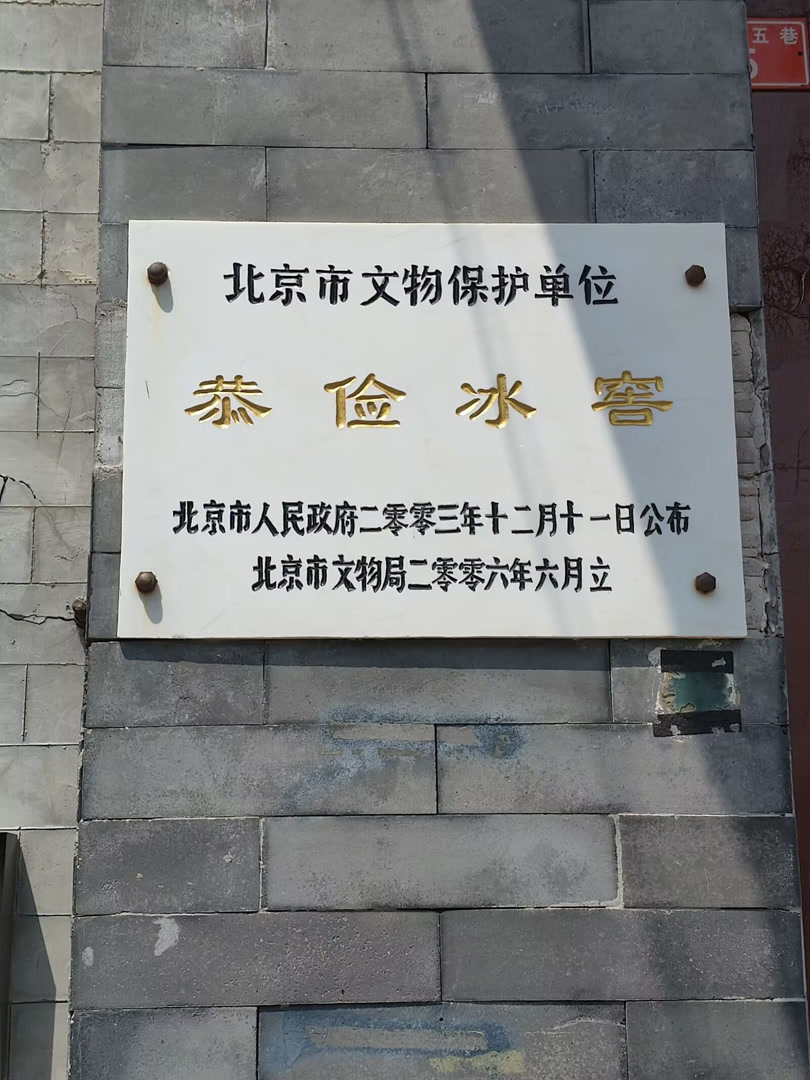 五巷
北京市文物保护单位
恭俭冰窖
北京市人民政府二零零三年十二月十一日公布
北京市文物局二零零六年六月立